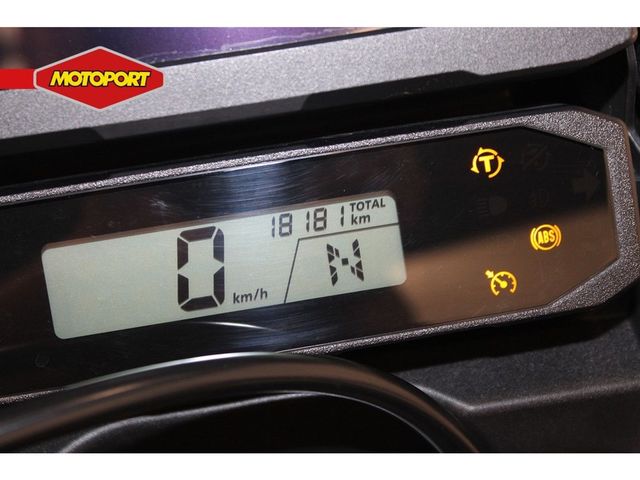 MOTOPORT
18181 TOTAL km
0 km/h
N
T
ABS